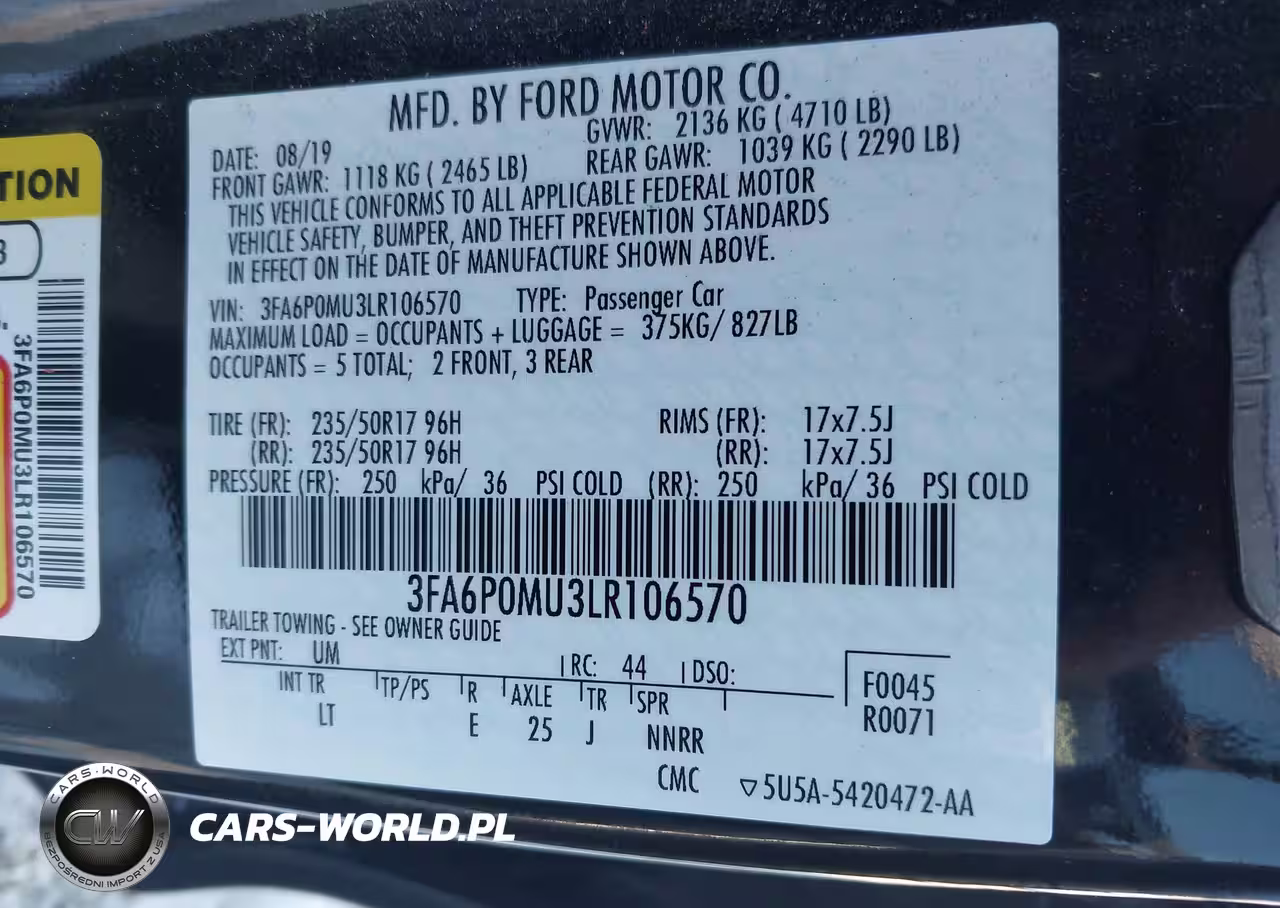 MFD. BY FORD MOTOR CO.
DATE: 08/19 GVWR: 2136 KG ( 4710 LB)
FRONT GAWR: 1118 KG ( 2465 LB) REAR GAWR: 1039 KG ( 2290 LB)
THIS VEHICLE CONFORMS TO ALL APPLICABLE FEDERAL MOTOR
VEHICLE SAFETY, BUMPER, AND THEFT PREVENTION STANDARDS
IN EFFECT ON THE DATE OF MANUFACTURE SHOWN ABOVE.
VIN: 3FA6P0MU3LR106570 TYPE: Passenger Car
MAXIMUM LOAD = OCCUPANTS + LUGGAGE = 375KG/ 827LB
OCCUPANTS = 5 TOTAL; 2 FRONT, 3 REAR
TIRE (FR): 235/50R17 96H RIMS (FR): 17x7.5J
(RR): 235/50R17 96H (RR): 17x7.5J
PRESSURE (FR): 250 kPa/ 36 PSI COLD (RR): 250 kPa/ 36 PSI COLD
3FA6P0MU3LR106570
TRAILER TOWING - SEE OWNER GUIDE
EXT PNT: UM RC: 44 DSO:
INT TR TP/PS R AXLE TR SPR
LT E 25 J NNRR
CMC
F0045
R0071
▽5U5A-5420472-AA
TION
3
3FA6P0MU3LR106570
CARS-WORLD
CW
BEZPOŚREDNI IMPORT Z USA
CARS-WORLD.PL